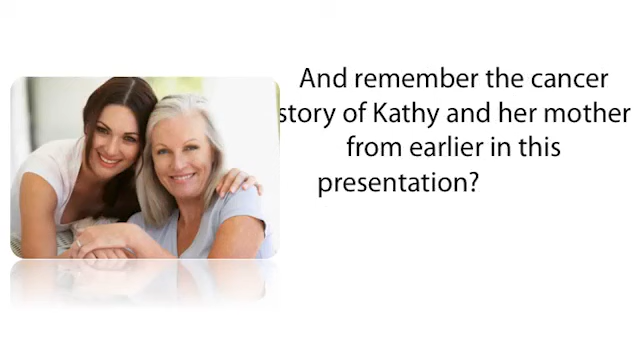 And remember the cancer
story of Kathy and her mother
from earlier in this
presentation?